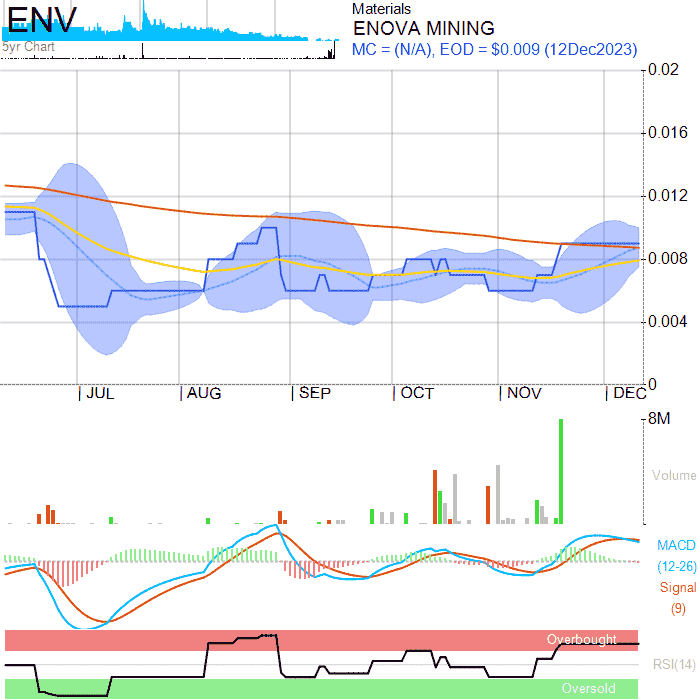 ENV
5yr Chart
Materials
ENOVA MINING
MC = (N/A), EOD = $0.009 (12Dec2023)
0.02
0.016
0.012
0.008
0.004
0
JUL AUG SEP OCT NOV DEC
8M
Volume
MACD
(12-26)
Signal
(9)
Overbought
RSI(14)
Oversold